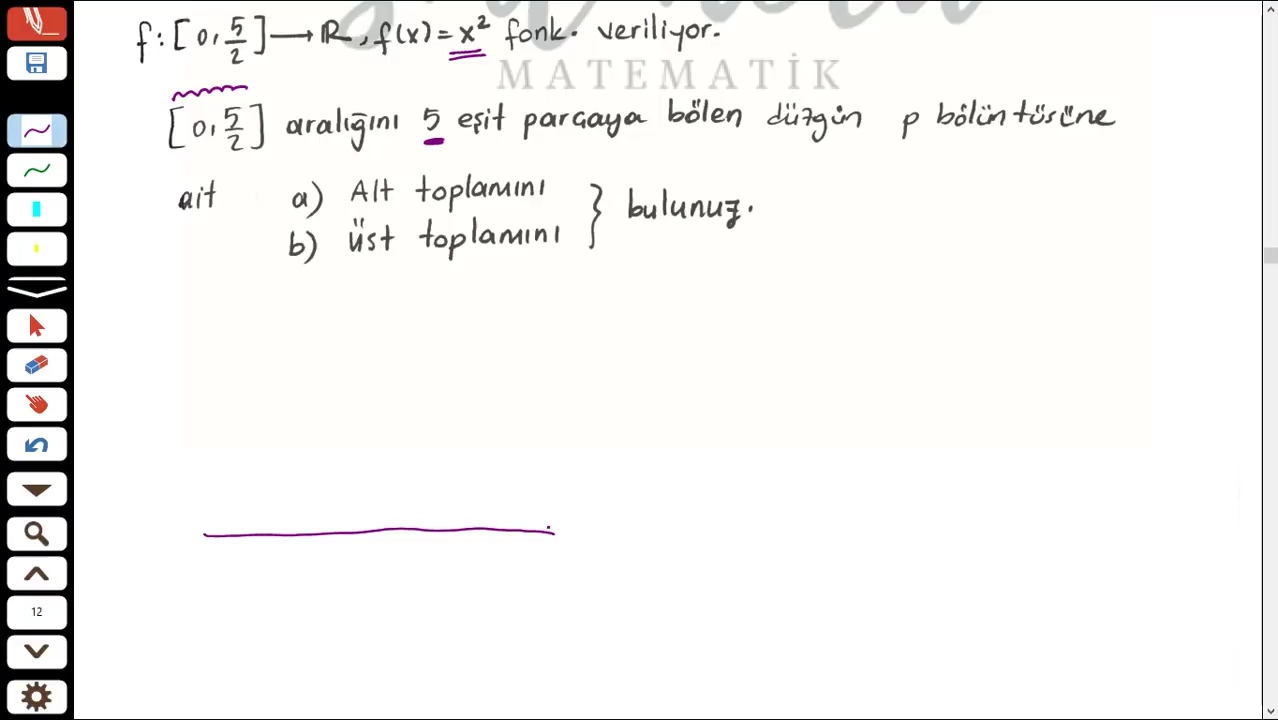 f: [0, 5/2] → ℝ, f(x) = x² fonk. veriliyor.
MATEMATİK
[0, 5/2] aralığını 5 eşit parçaya bölen düzgün p bölüntüsüne
ait a) Alt toplamını
b) Üst toplamını } bulunuz.
12